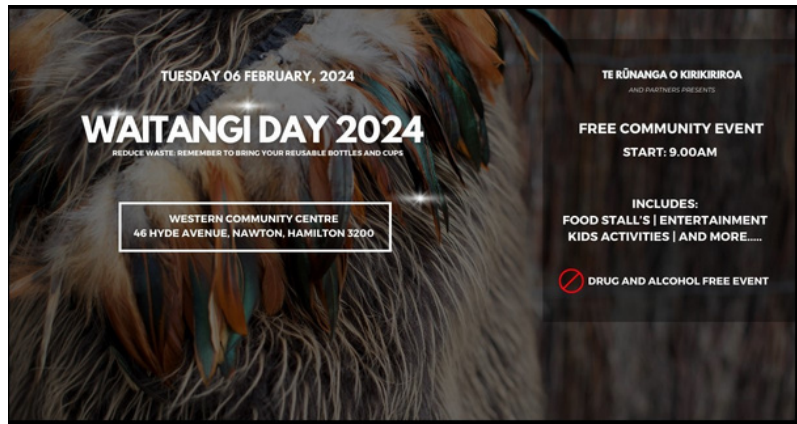 TUESDAY 06 FEBRUARY, 2024
WAITANGI DAY 2024
REDUCE WASTE: REMEMBER TO BRING YOUR REUSABLE BOTTLES AND CUPS
WESTERN COMMUNITY CENTRE
46 HYDE AVENUE, NAWTON, HAMILTON 3200
TE RŪNANGA O KIRIKIRIROA
AND PARTNERS PRESENTS
FREE COMMUNITY EVENT
START: 9.00AM
INCLUDES:
FOOD STALL'S | ENTERTAINMENT
KIDS ACTIVITIES | AND MORE.....
DRUG AND ALCOHOL FREE EVENT